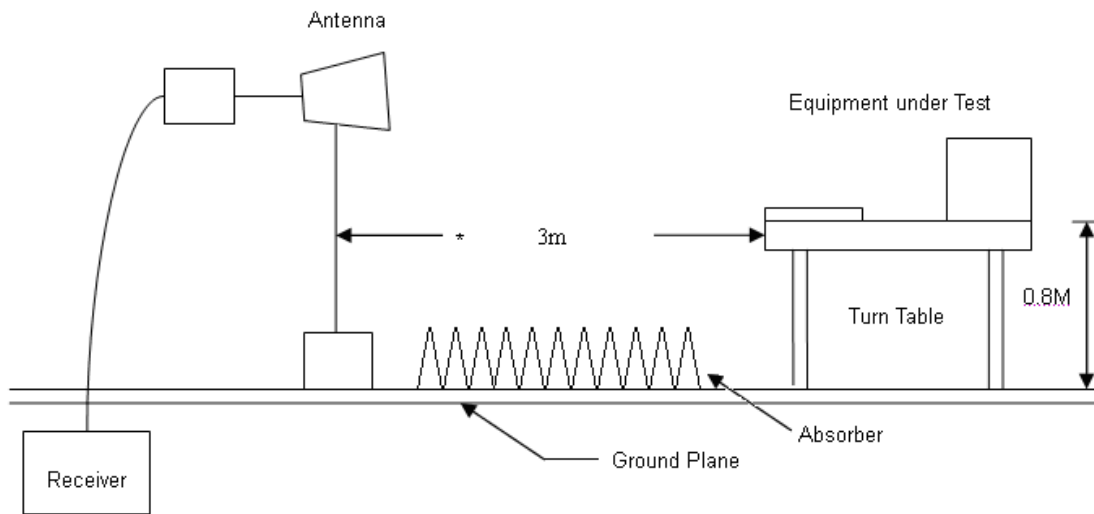 Antenna
Equipment under Test
* 3m
0.8M
Turn Table
Absorber
Ground Plane
Receiver